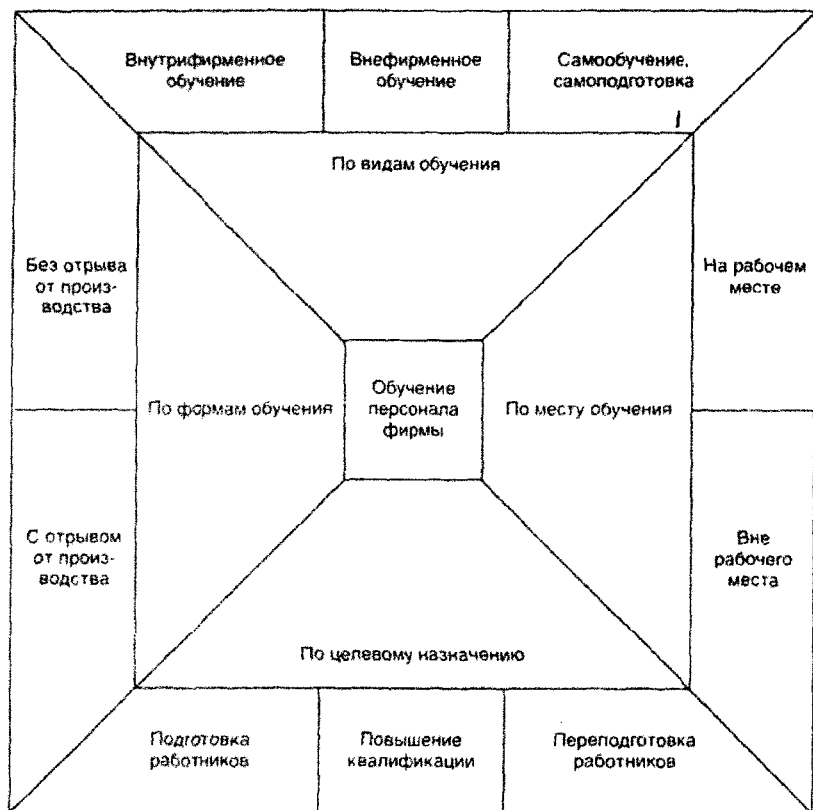 Внутрифирменное
обучение
Внефирменное
обучение
Самообучение,
самоподготовка
По видам обучения
Без отрыва
от произ-
водства
На рабочем
месте
По формам обучения
Обучение
персонала
фирмы
По месту обучения
С отрывом
от произ-
водства
Вне
рабочего
места
По целевому назначению
Подготовка
работников
Повышение
квалификации
Переподготовка
работников